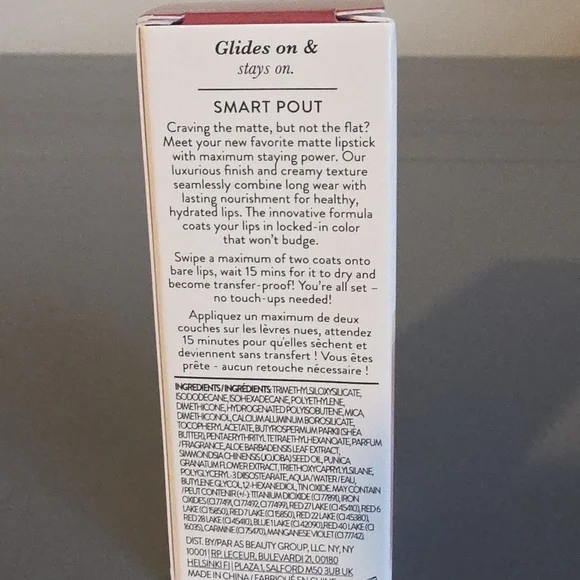 Glides on &
stays on.
SMART POUT
Craving the matte, but not the flat?
Meet your new favorite matte lipstick
with maximum staying power. Our
luxurious finish and creamy texture
seamlessly combine long wear with
lasting nourishment for healthy,
hydrated lips. The innovative formula
coats your lips in locked-in color
that won't budge.
Swipe a maximum of two coats onto
bare lips, wait 15 mins for it to dry and
become transfer-proof! You're all set –
no touch-ups needed!
Appliquez un maximum de deux
couches sur les lèvres nues, attendez
15 minutes pour qu'elles sèchent et
deviennent sans transfert ! Vous êtes
prête - aucun retouche nécessaire !
INGREDIENTS / INGRÉDIENTS: TRIMETHYLSILOXYSILICATE,
ISODODECANE, ISOHEXADECANE, POLYETHYLENE,
DIMETHICONE, HYDROGENATED POLYISOBUTENE, MICA,
DIMETHICONOL, CALCIUM ALUMINUM BOROSILICATE,
TOCOPHERYL ACETATE, BUTYROSPERMUM PARKII (SHEA
BUTTER), PENTAERYTHRITYL TETRAETHYLHEXANOATE, PARFUM
/ FRAGRANCE, ALOE BARBADENSIS LEAF EXTRACT,
SIMMONDSIA CHINENSIS (JOJOBA) SEED OIL, PUNICA
GRANATUM FLOWER EXTRACT, TRIETHOXYCAPRYLYLSILANE,
POLYGLYCERYL-3 DIISOSTEARATE, AQUA / WATER / EAU,
BUTYLENE GLYCOL, 1,2-HEXANEDIOL, TIN OXIDE. MAY CONTAIN
/ PEUT CONTENIR (+/-): TITANIUM DIOXIDE (CI 77891), IRON
OXIDES (CI 77491, CI 77492, CI 77499), RED 27 LAKE (CI 45410), RED 6
LAKE (CI 15850), RED 7 LAKE (CI 15850), RED 22 LAKE (CI 45380),
RED 28 LAKE (CI 45410), BLUE 1 LAKE (CI 42090), RED 40 LAKE (CI
16035), CARMINE (CI 75470), MANGANESE VIOLET (CI 77742).
DIST. BY/PAR AS BEAUTY GROUP, LLC. NY, NY
10001 | RP LECEUR, BULEVARDI 21, 00180
HELSINKI FI | PLAZA 1, SALFORD M50 3UB UK
MADE IN CHINA / FABRIQUÉ EN CHINE